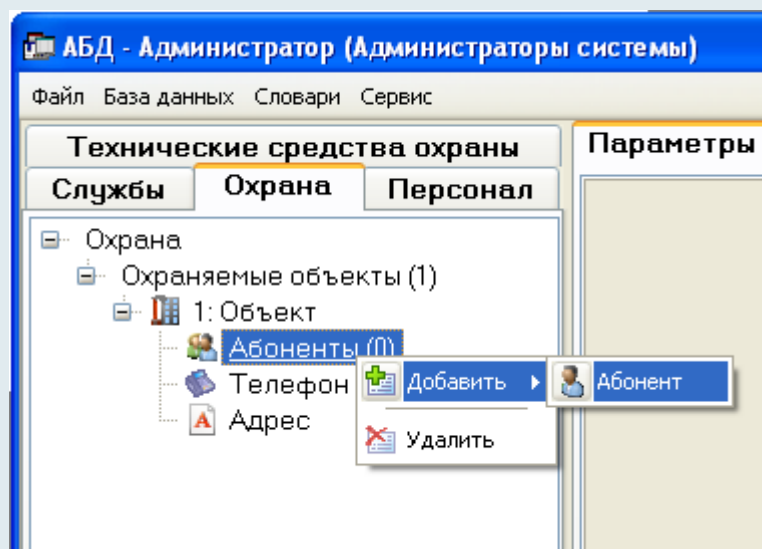 АБД - Администратор (Администраторы системы)
Файл База данных Словари Сервис
Технические средства охраны
Параметры
Службы Охрана Персонал
Охрана
Охраняемые объекты (1)
1: Объект
Абоненты (0)
Телефон
Добавить
Абонент
Адрес
Удалить